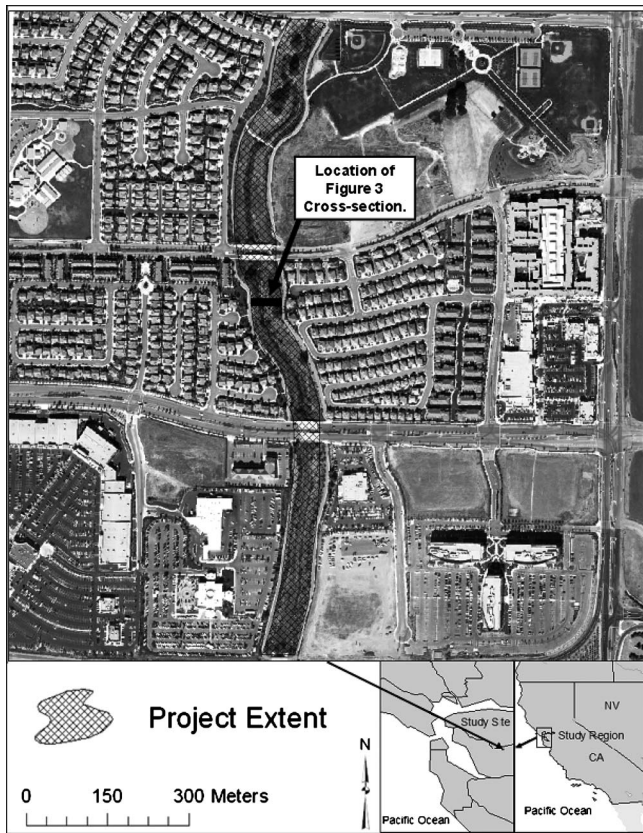 Location of
Figure 3
Cross-section.
Project Extent
N
0 150 300 Meters
Study Site
Pacific Ocean
NV
Study Region
CA
Pacific Ocean